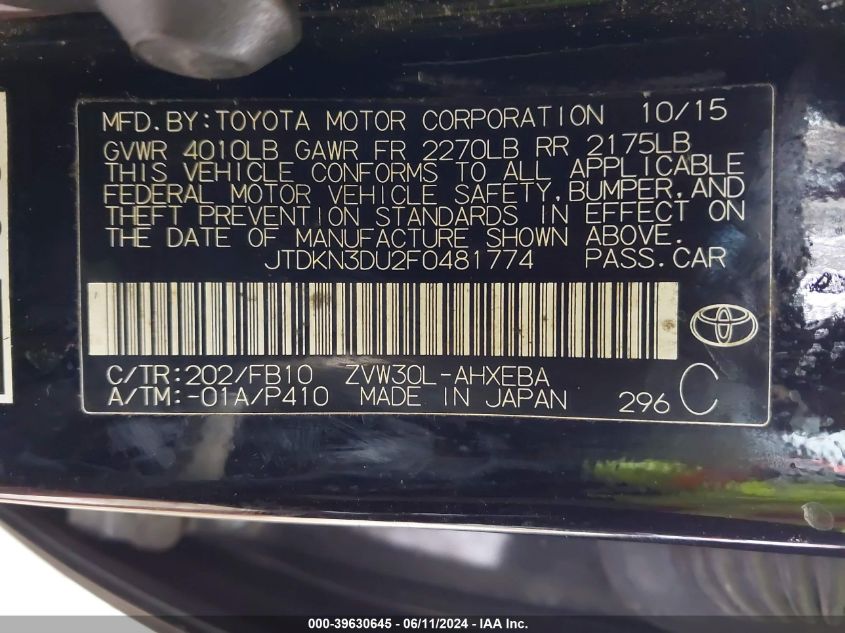 MFD.BY:TOYOTA MOTOR CORPORATION 10/15
GVWR 4010LB GAWR FR 2270LB RR 2175LB
THIS VEHICLE CONFORMS TO ALL APPLICABLE
FEDERAL MOTOR VEHICLE SAFETY,BUMPER,AND
THEFT PREVENTION STANDARDS IN EFFECT ON
THE DATE OF MANUFACTURE SHOWN ABOVE.
JTDKN3DU2F0481774 PASS.CAR
C/TR:202/FB10 ZVW30L-AHXEBA
A/TM:-01A/P410 MADE IN JAPAN 296 C
000-39630645 - 06/11/2024 - IAA Inc.